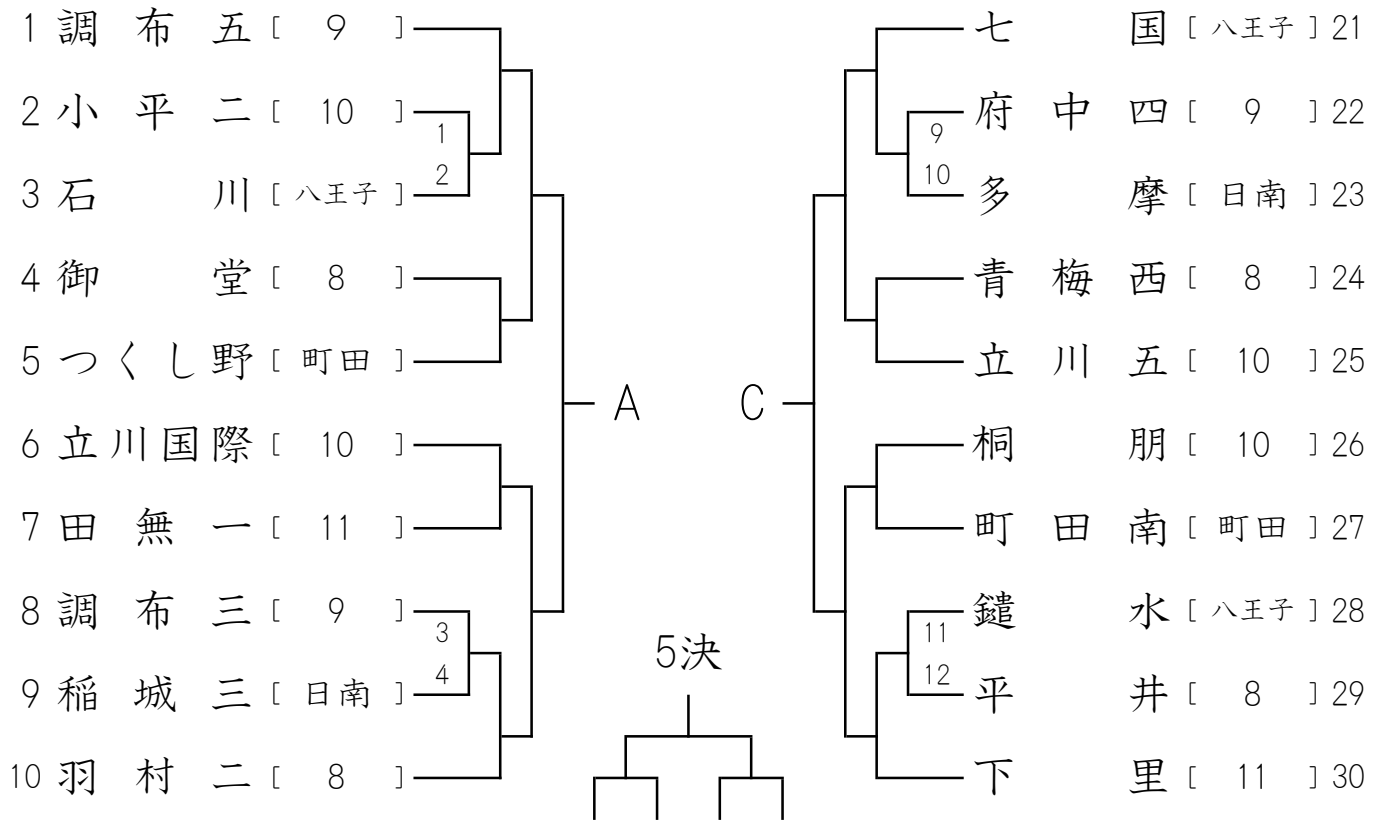 1 調布五 [ 9 ]
2 小平二 [ 10 ]
1
2
3 石川 [ 八王子 ]
4 御堂 [ 8 ]
5 つくし野 [ 町田 ]
A
6 立川国際 [ 10 ]
7 田無一 [ 11 ]
8 調布三 [ 9 ]
3
4
9 稲城三 [ 日南 ]
10 羽村二 [ 8 ]
5決
七国 [ 八王子 ] 21
府中四 [ 9 ] 22
9
10
多摩 [ 日南 ] 23
青梅西 [ 8 ] 24
立川五 [ 10 ] 25
C
桐朋 [ 10 ] 26
町田南 [ 町田 ] 27
鑓水 [ 八王子 ] 28
11
12
平井 [ 8 ] 29
下里 [ 11 ] 30